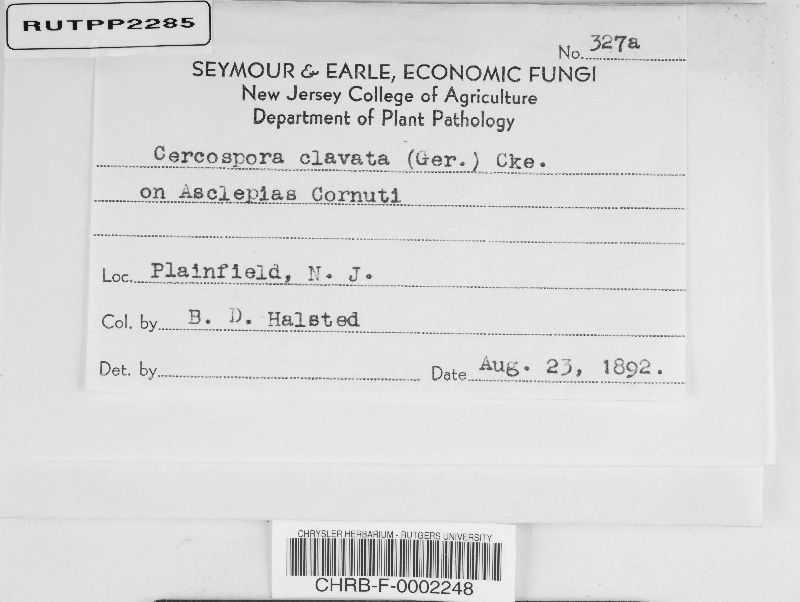 RUTPP2285
No. 327a
SEYMOUR & EARLE, ECONOMIC FUNGI
New Jersey College of Agriculture
Department of Plant Pathology
Cercospora clavata (Ger.) Cke.
on Asclepias Cornuti
Loc. Plainfield, N. J.
Col. by B. D. Halsted
Det. by
Date Aug. 23, 1892.
CHRYSLER HERBARIUM - RUTGERS UNIVERSITY
CHRB-F-0002248